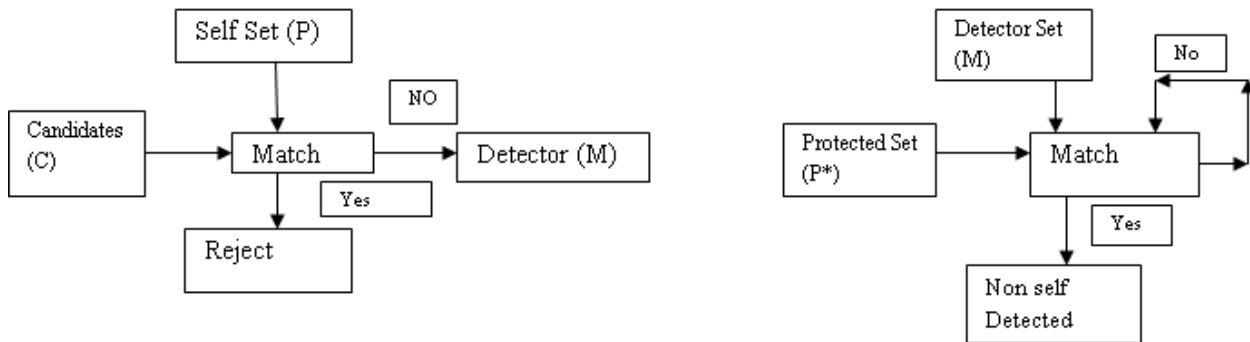 Self Set (P)
NO
Candidates
(C)
Match
Detector (M)
Yes
Reject
Detector Set
(M)
No
Protected Set
(P*)
Match
Yes
Non self
Detected